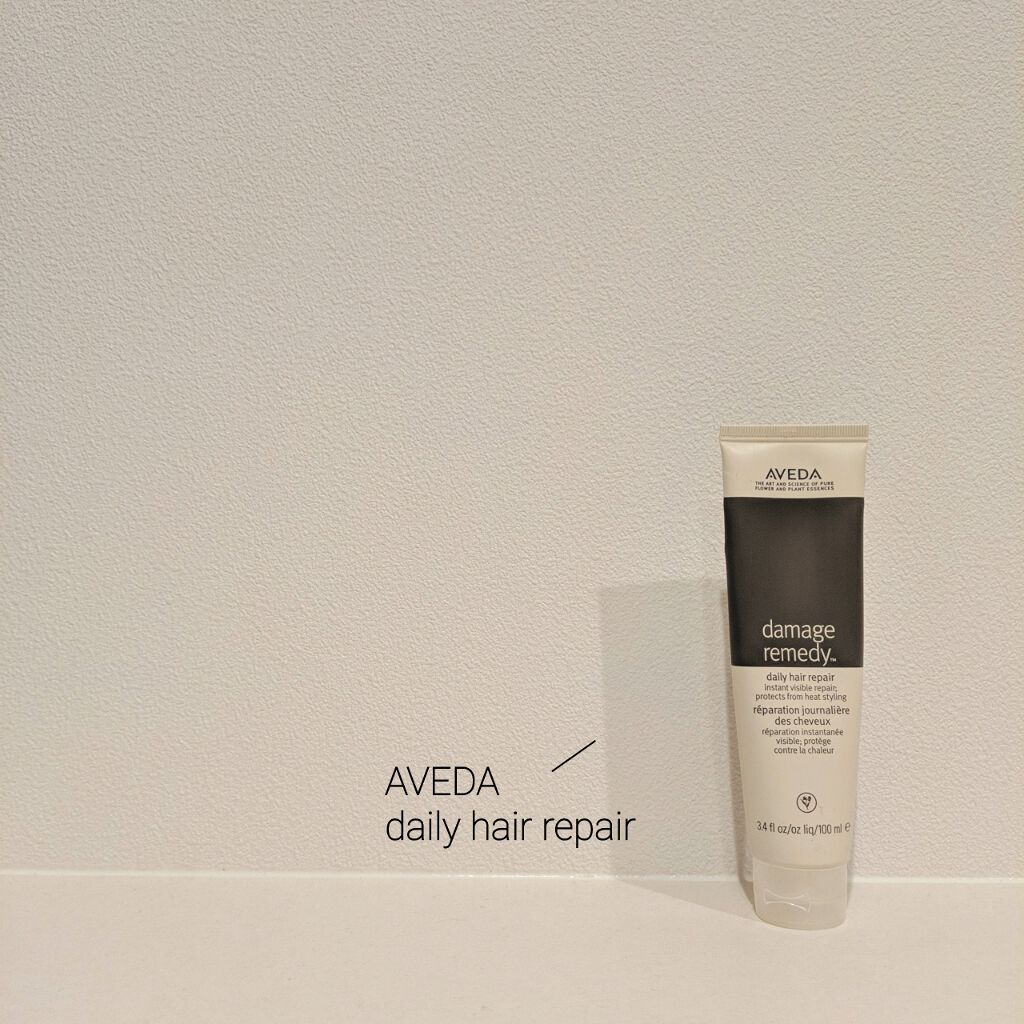 AVEDA
THE ART AND SCIENCE OF PURE
FLOWER AND PLANT ESSENCES
damage
remedy™
daily hair repair
instant visible repair;
protects from heat styling
réparation journalière
des cheveux
réparation instantanée
visible; protège
contre la chaleur
3.4 fl oz/oz liq/100 ml ℮
AVEDA
daily hair repair